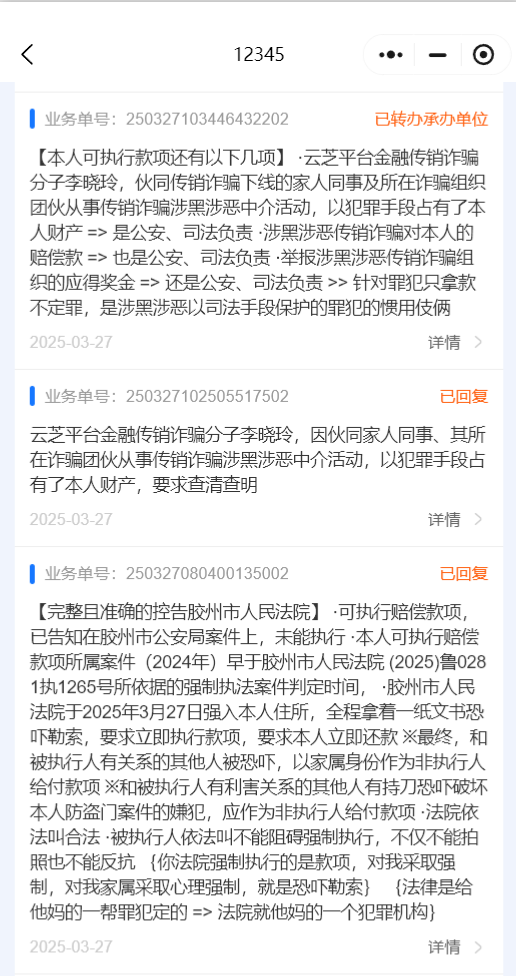 12345
业务单号：250327103446432202 已转办承办单位
【本人可执行款项还有以下几项】 ·云芝平台金融传销诈骗
分子李晓玲，伙同传销诈骗下线的家人同事及所在诈骗组织
团伙从事传销诈骗涉黑涉恶中介活动，以犯罪手段占有了本
人财产 => 是公安、司法负责 ·涉黑涉恶传销诈骗对本人的
赔偿款 => 也是公安、司法负责 ·举报涉黑涉恶传销诈骗组
织的应得奖金 => 还是公安、司法负责 >> 针对罪犯只拿款
不定罪，是涉黑涉恶以司法手段保护的罪犯的惯用伎俩
2025-03-27 详情
业务单号：250327102505517502 已回复
云芝平台金融传销诈骗分子李晓玲，因伙同家人同事、其所
在诈骗团伙从事传销诈骗涉黑涉恶中介活动，以犯罪手段占
有了本人财产，要求查清查明
2025-03-27 详情
业务单号：250327080400135002 已回复
【完整且准确的控告胶州市人民法院】 ·可执行赔偿款项，
已告知在胶州市公安局案件上，未能执行 ·本人可执行赔偿
款项所属案件（2024年）早于胶州市人民法院 (2025)鲁028
1执1265号所依据的强制执法案件判定时间， ·胶州市人民
法院于2025年3月27日强入本人住所，全程拿着一纸文书恐
吓勒索，要求立即执行款项，要求本人立即还款 ※最终，和
被执行人有关系的其他人被恐吓，以家属身份作为非执行人
给付款项 ※和被执行人有利害关系的其他人有持刀恐吓破坏
本人防盗门案件的嫌犯，应作为非执行人给付款项 ·法院依
法叫合法 ·被执行人依法叫不能阻碍强制执行，不仅不能拍
照也不能反抗 ｛你法院强制执行的是款项，对我采取强
制，对我家属采取心理强制，就是恐吓勒索｝ ｛法律是给
他妈的一帮罪犯定的 => 法院就他妈的一个犯罪机构｝
2025-03-27 详情